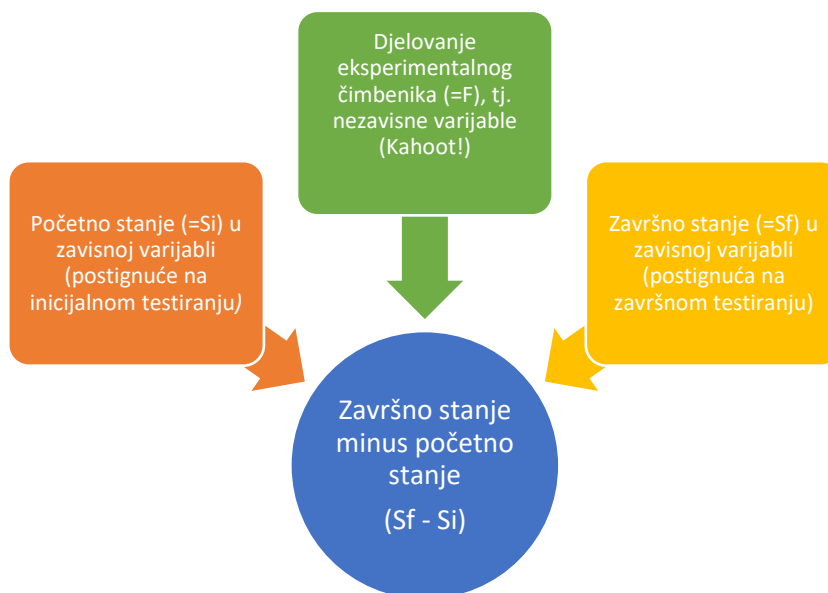 Djelovanje
eksperimentalnog
čimbenika (=F), tj.
nezavisne varijable
(Kahoot!)
Početno stanje (=Si) u
zavisnoj varijabli
(postignuće na
inicijalnom testiranju)
Završno stanje (=Sf) u
zavisnoj varijabli
(postignuća na
završnom testiranju)
Završno stanje
minus početno
stanje
(Sf - Si)